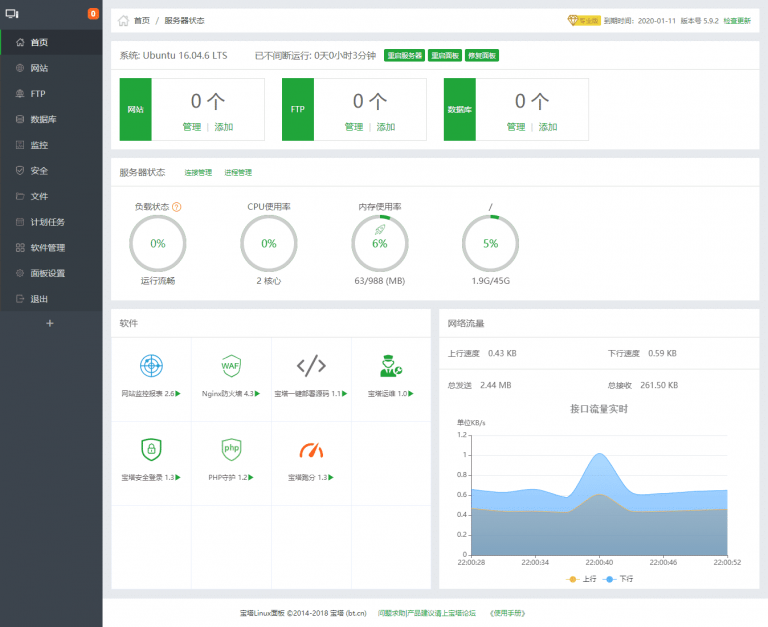 0
首页
网站
FTP
数据库
监控
安全
文件
计划任务
软件管理
面板设置
退出
+
首页 / 服务器状态
专业版 到期时间: 2020-01-11 版本号 5.9.2 检查更新
系统: Ubuntu 16.04.6 LTS 已不间断运行: 0天0小时3分钟 重启服务器 重启面板 修复面板
网站 0 个 管理 | 添加
FTP 0 个 管理 | 添加
数据库 0 个 管理 | 添加
服务器状态 连接管理 进程管理
负载状态 ? CPU使用率 内存使用率 /
0% 0% 6% 5%
运行流畅 2 核心 63/988 (MB) 1.9G/45G
软件
WAF
网站监控报表 2.6 Nginx防火墙 4.3 宝塔一键部署源码 1.1 宝塔运维 1.0
php
宝塔安全登录 1.3 PHP守护 1.2 宝塔跑分 1.3
网络流量
上行速度 0.43 KB 下行速度 0.59 KB
总发送 2.44 MB 总接收 261.50 KB
接口流量实时
单位KB/s
1.2
1
0.8
0.6
0.4
0.2
0
22:00:28 22:00:34 22:00:40 22:00:46 22:00:52
上行 下行
宝塔Linux面板 ©2014-2018 宝塔 (bt.cn) 问题求助|产品建议请上宝塔论坛 《使用手册》